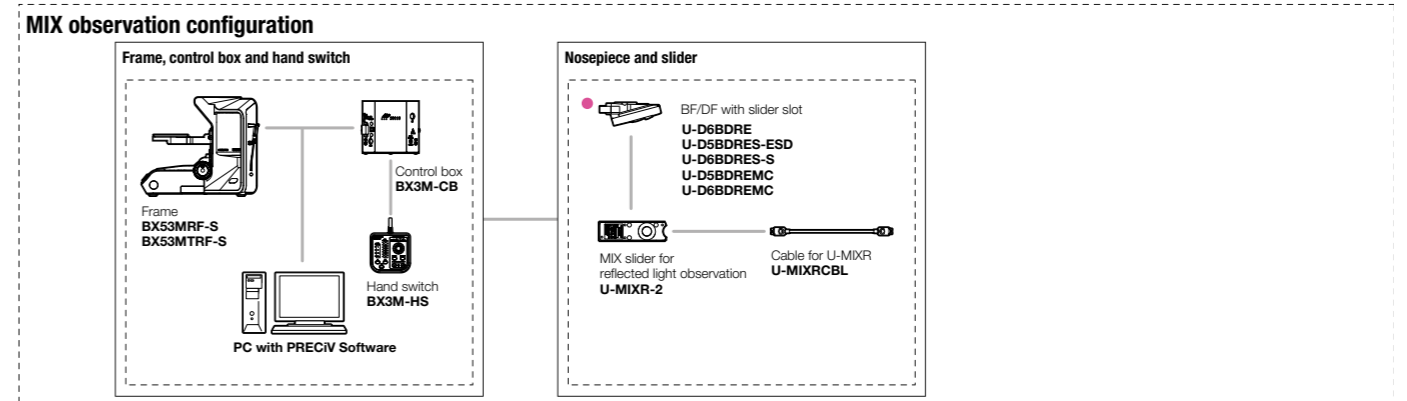 MIX observation configuration
Frame, control box and hand switch
Frame
BX53MRF-S
BX53MTRF-S
Control box
BX3M-CB
Hand switch
BX3M-HS
PC with PRECiV Software
Nosepiece and slider
BF/DF with slider slot
U-D6BDRE
U-D5BDRES-ESD
U-D6BDRES-S
U-D5BDREMC
U-D6BDREMC
MIX slider for
reflected light observation
U-MIXR-2
Cable for U-MIXR
U-MIXRCBL